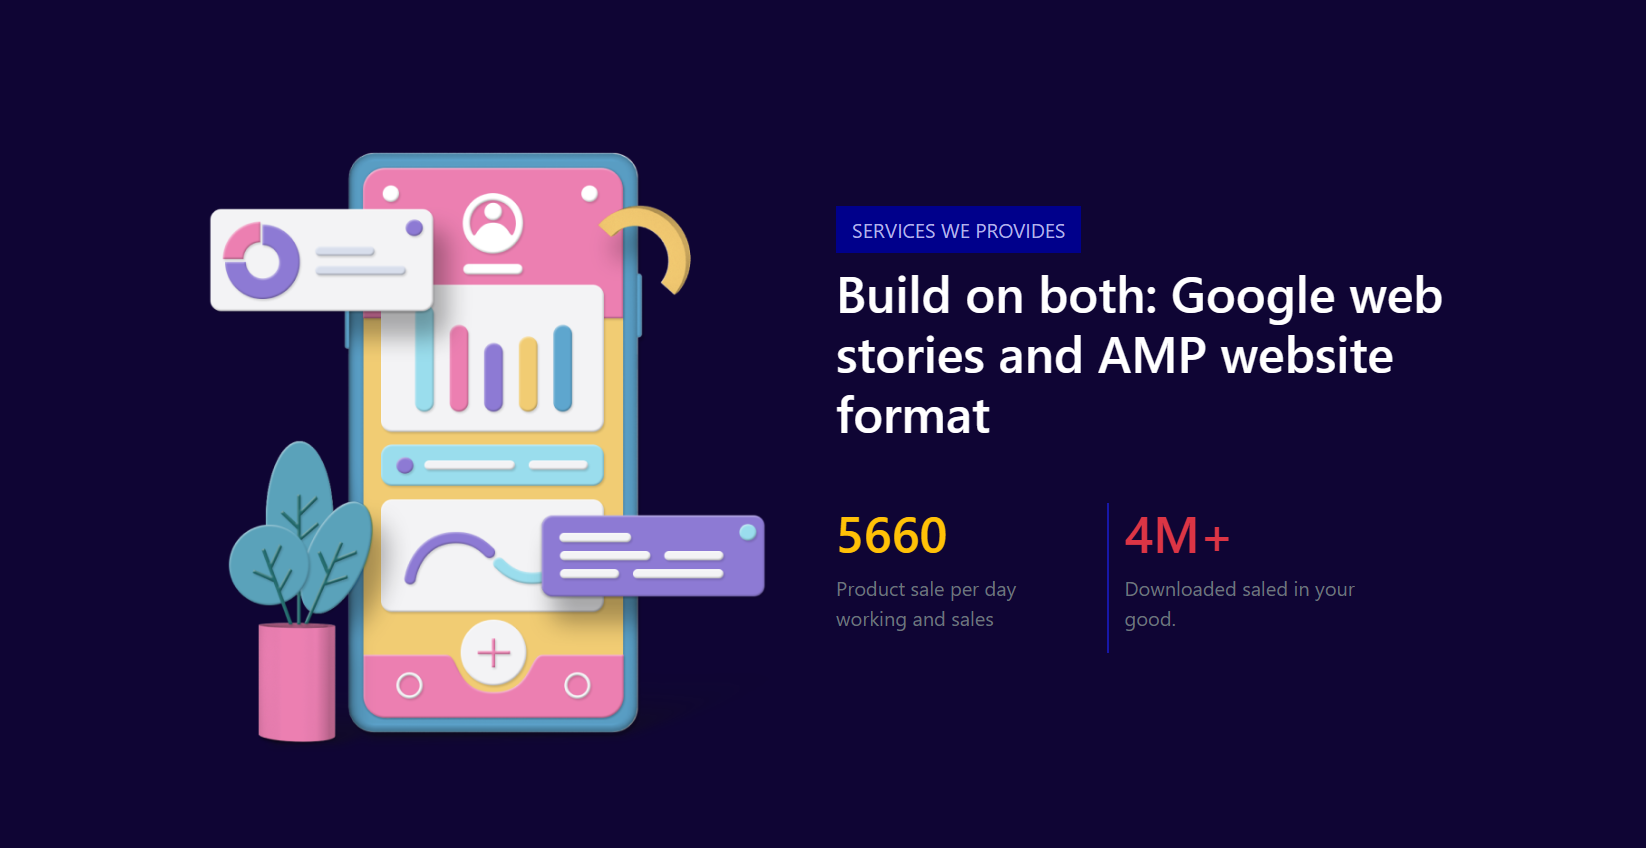 SERVICES WE PROVIDES
Build on both: Google web
stories and AMP website
format
5660
Product sale per day
working and sales
4M+
Downloaded saled in your
good.